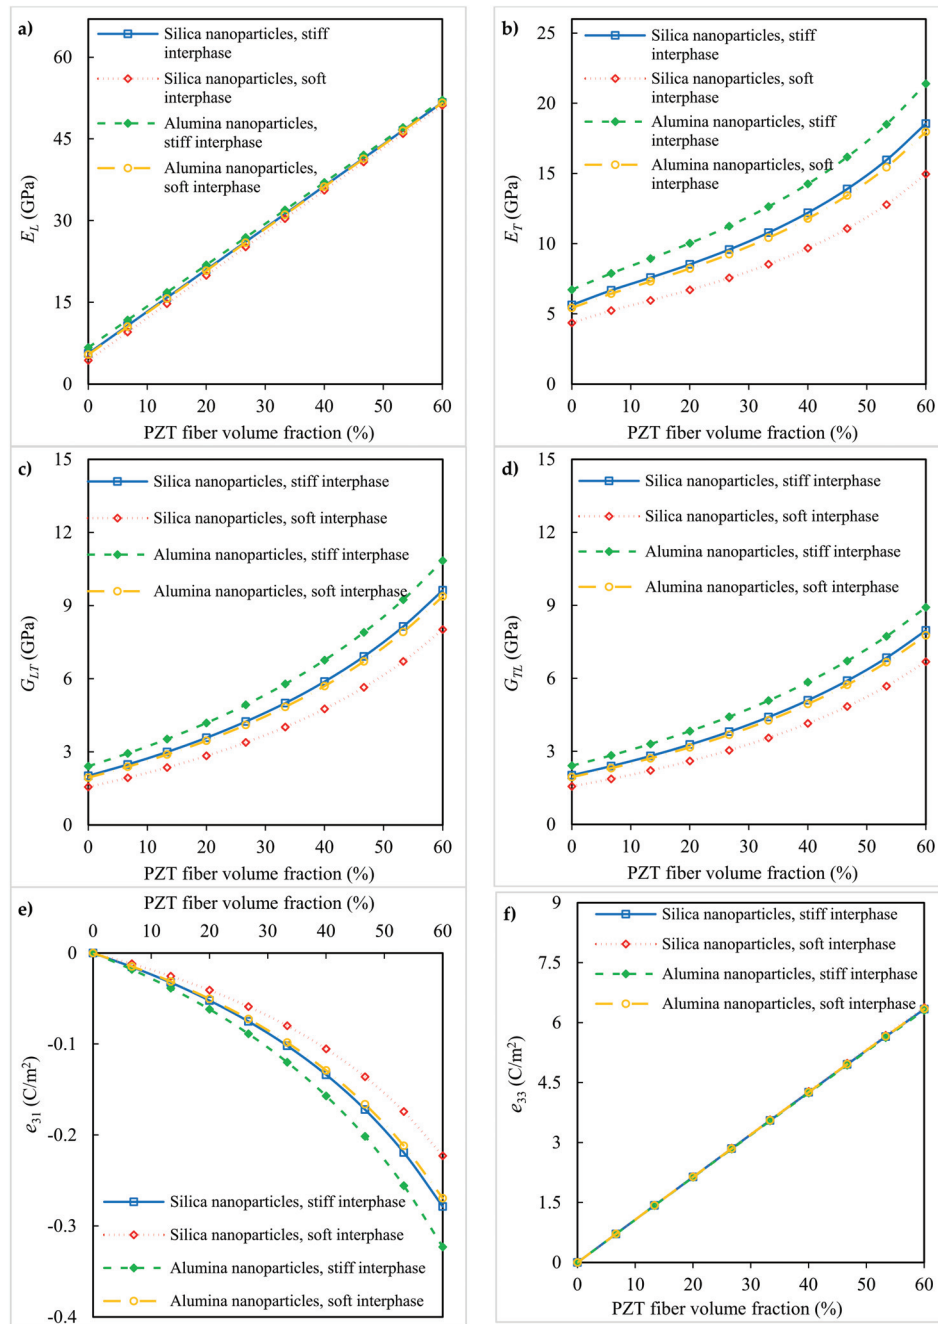 a)
Silica nanoparticles, stiff
interphase
Silica nanoparticles, soft
interphase
Alumina nanoparticles,
stiff interphase
Alumina nanoparticles,
soft interphase
60
45
30
15
0
E_L (GPa)
0 10 20 30 40 50 60
PZT fiber volume fraction (%)
b)
Silica nanoparticles, stiff
interphase
Silica nanoparticles, soft
interphase
Alumina nanoparticles, stiff
interphase
Alumina nanoparticles, soft
interphase
25
20
15
10
5
0
E_T (GPa)
0 10 20 30 40 50 60
PZT fiber volume fraction (%)
c)
Silica nanoparticles, stiff interphase
Silica nanoparticles, soft interphase
Alumina nanoparticles, stiff interphase
Alumina nanoparticles, soft interphase
15
12
9
6
3
0
G_LT (GPa)
0 10 20 30 40 50 60
PZT fiber volume fraction (%)
d)
Silica nanoparticles, stiff interphase
Silica nanoparticles, soft interphase
Alumina nanoparticles, stiff interphase
Alumina nanoparticles, soft interphase
15
12
9
6
3
0
G_TL (GPa)
0 10 20 30 40 50 60
PZT fiber volume fraction (%)
e)
PZT fiber volume fraction (%)
0 10 20 30 40 50 60
0
-0.1
-0.2
-0.3
-0.4
e_31 (C/m²)
Silica nanoparticles, stiff interphase
Silica nanoparticles, soft interphase
Alumina nanoparticles, stiff interphase
Alumina nanoparticles, soft interphase
f)
Silica nanoparticles, stiff interphase
Silica nanoparticles, soft interphase
Alumina nanoparticles, stiff interphase
Alumina nanoparticles, soft interphase
9
7.5
6
4.5
3
1.5
0
e_33 (C/m²)
0 10 20 30 40 50 60
PZT fiber volume fraction (%)